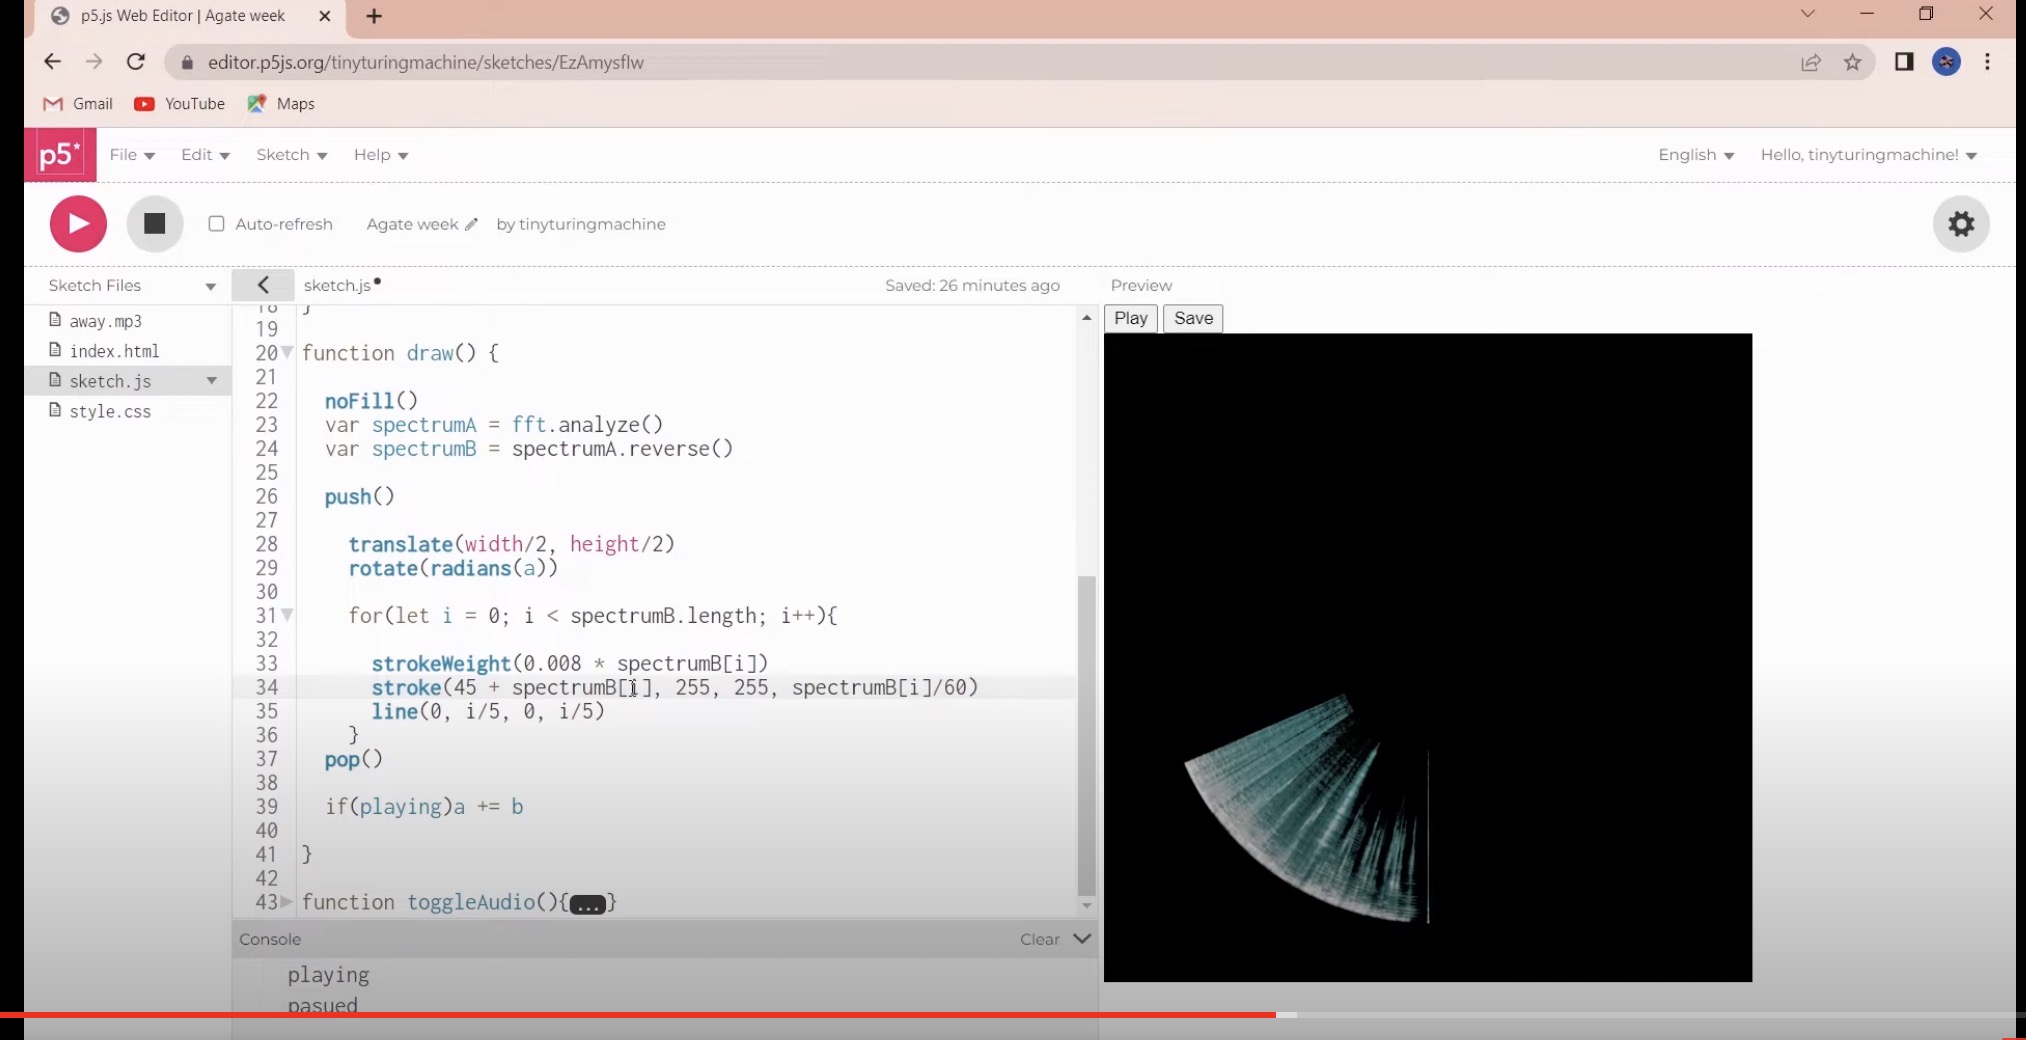 p5.js Web Editor | Agate week
editor.p5js.org/tinyturingmachine/sketches/EzAmysflw
Gmail YouTube Maps
p5* File Edit Sketch Help English Hello, tinyturingmachine!
Auto-refresh Agate week by tinyturingmachine
Sketch Files sketch.js Saved: 26 minutes ago Preview
Play Save
away.mp3
index.html
sketch.js
style.css
18 }
19
20 function draw() {
21
22 noFill()
23 var spectrumA = fft.analyze()
24 var spectrumB = spectrumA.reverse()
25
26 push()
27
28 translate(width/2, height/2)
29 rotate(radians(a))
30
31 for(let i = 0; i < spectrumB.length; i++){
32
33 strokeWeight(0.008 * spectrumB[i])
34 stroke(45 + spectrumB[i], 255, 255, spectrumB[i]/60)
35 line(0, i/5, 0, i/5)
36 }
37 pop()
38
39 if(playing)a += b
40
41 }
42
43 function toggleAudio(){...}
Console Clear
playing
pasued